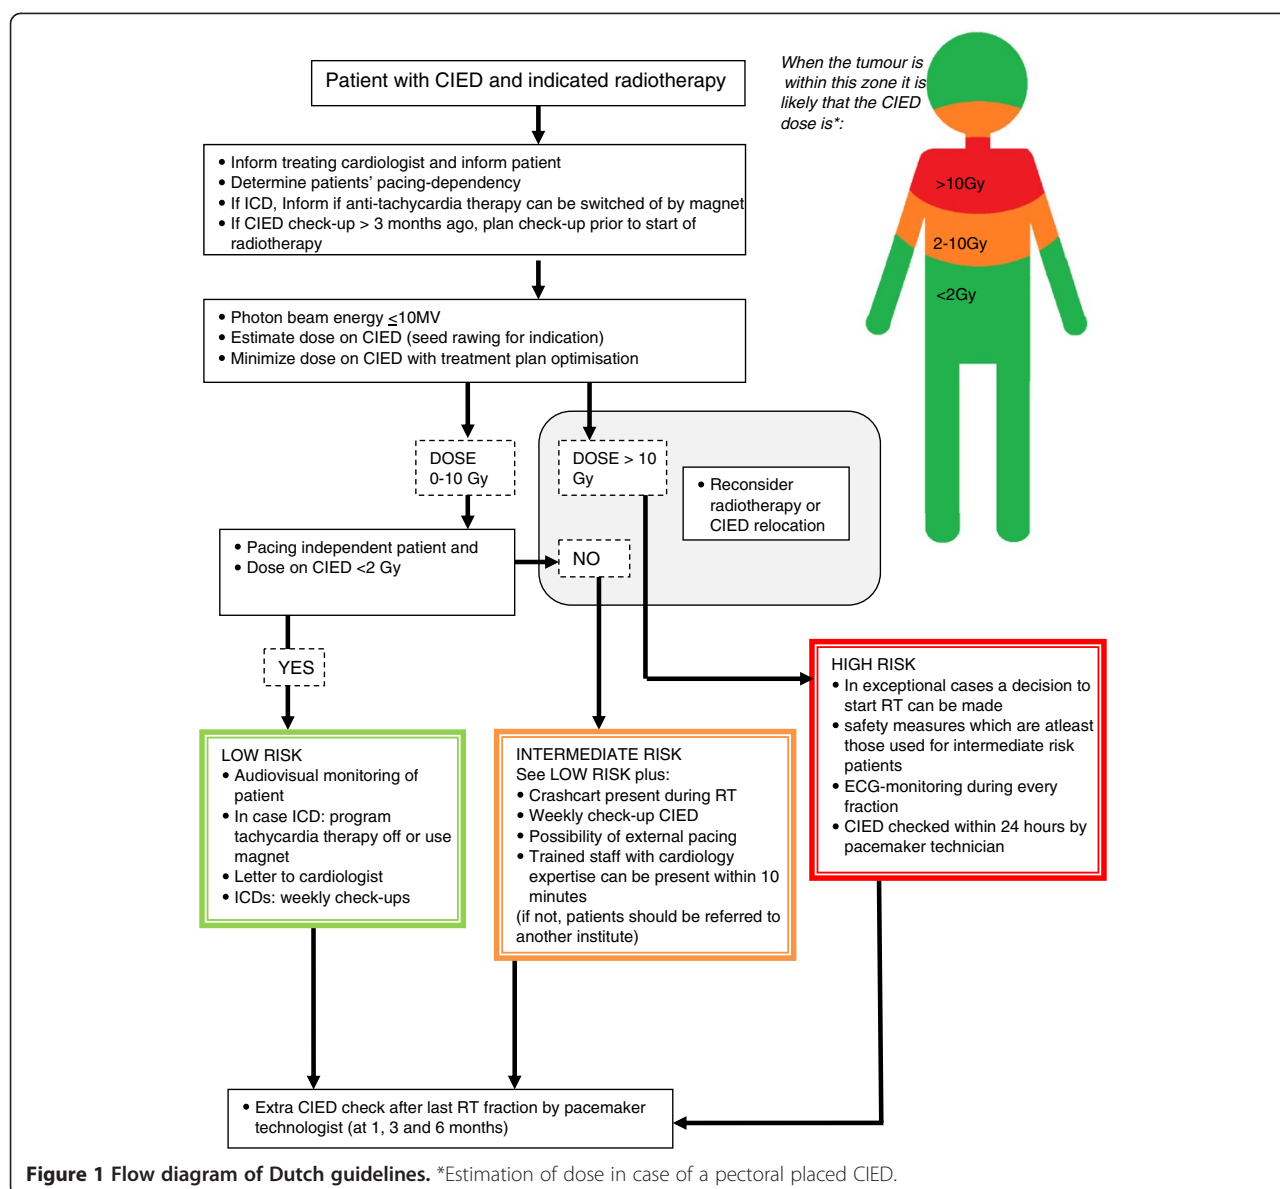 Patient with CIED and indicated radiotherapy
When the tumour is
within this zone it is
likely that the CIED
dose is*:
>10Gy
2-10Gy
<2Gy
• Inform treating cardiologist and inform patient
• Determine patients’ pacing-dependency
• If ICD, Inform if anti-tachycardia therapy can be switched of by magnet
• If CIED check-up > 3 months ago, plan check-up prior to start of
radiotherapy
• Photon beam energy ≤10MV
• Estimate dose on CIED (seed rawing for indication)
• Minimize dose on CIED with treatment plan optimisation
DOSE
0-10 Gy
DOSE > 10
Gy
• Reconsider
radiotherapy or
CIED relocation
• Pacing independent patient and
• Dose on CIED <2 Gy
NO
YES
LOW RISK
• Audiovisual monitoring of
patient
• In case ICD: program
tachycardia therapy off or use
magnet
• Letter to cardiologist
• ICDs: weekly check-ups
INTERMEDIATE RISK
See LOW RISK plus:
• Crashcart present during RT
• Weekly check-up CIED
• Possibility of external pacing
• Trained staff with cardiology
expertise can be present within 10
minutes
(if not, patients should be referred to
another institute)
HIGH RISK
• In exceptional cases a decision to
start RT can be made
• safety measures which are atleast
those used for intermediate risk
patients
• ECG-monitoring during every
fraction
• CIED checked within 24 hours by
pacemaker technician
• Extra CIED check after last RT fraction by pacemaker
technologist (at 1, 3 and 6 months)
Figure 1 Flow diagram of Dutch guidelines. *Estimation of dose in case of a pectoral placed CIED.